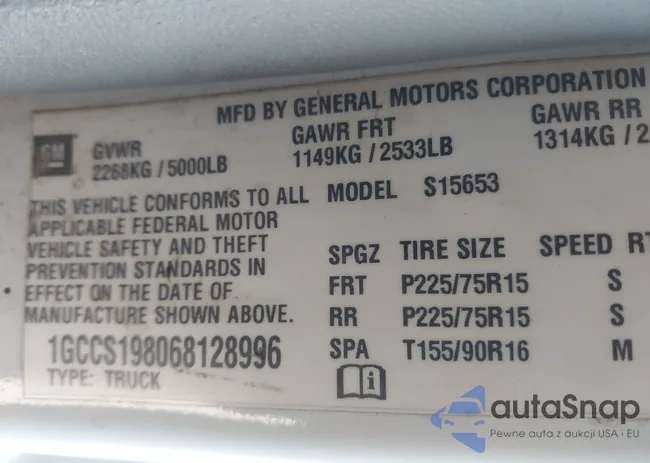 MFD BY GENERAL MOTORS CORPORATION
GM
GVWR GAWR FRT GAWR RR
2268KG / 5000LB 1149KG / 2533LB 1314KG / 2
THIS VEHICLE CONFORMS TO ALL MODEL S15653
APPLICABLE FEDERAL MOTOR
VEHICLE SAFETY AND THEFT SPGZ TIRE SIZE SPEED RT
PREVENTION STANDARDS IN
EFFECT ON THE DATE OF FRT P225/75R15 S
MANUFACTURE SHOWN ABOVE. RR P225/75R15 S
1GCCS198068128996 SPA T155/90R16 M
TYPE: TRUCK
i
autaSnap
Pewne auta z aukcji USA i EU